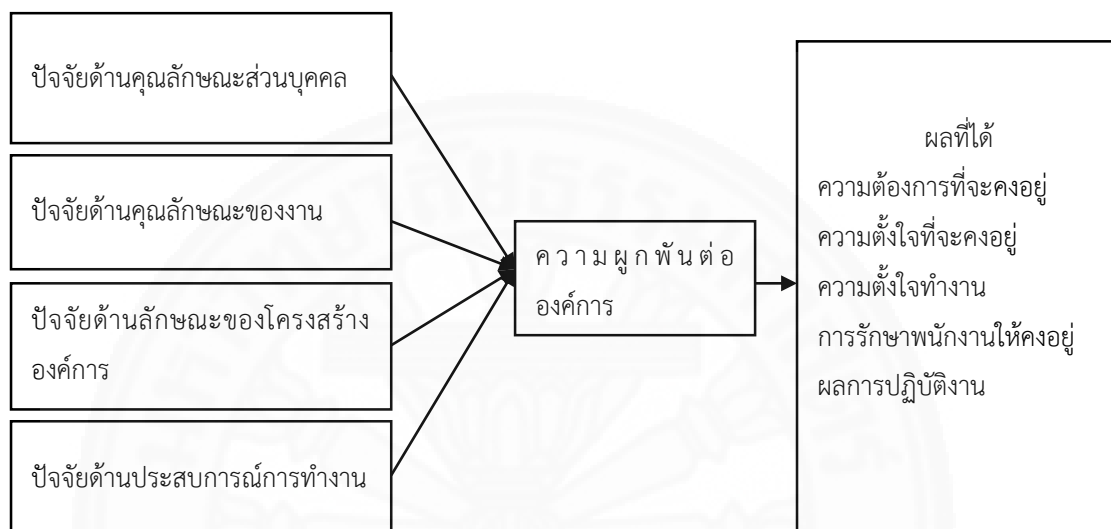 ปัจจัยด้านคุณลักษณะส่วนบุคคล
ปัจจัยด้านคุณลักษณะของงาน
ปัจจัยด้านลักษณะของโครงสร้าง
องค์การ
ปัจจัยด้านประสบการณ์การทำงาน
ความผูกพันต่อ
องค์การ
ผลที่ได้
ความต้องการที่จะคงอยู่
ความตั้งใจที่จะคงอยู่
ความตั้งใจทำงาน
การรักษาพนักงานให้คงอยู่
ผลการปฏิบัติงาน